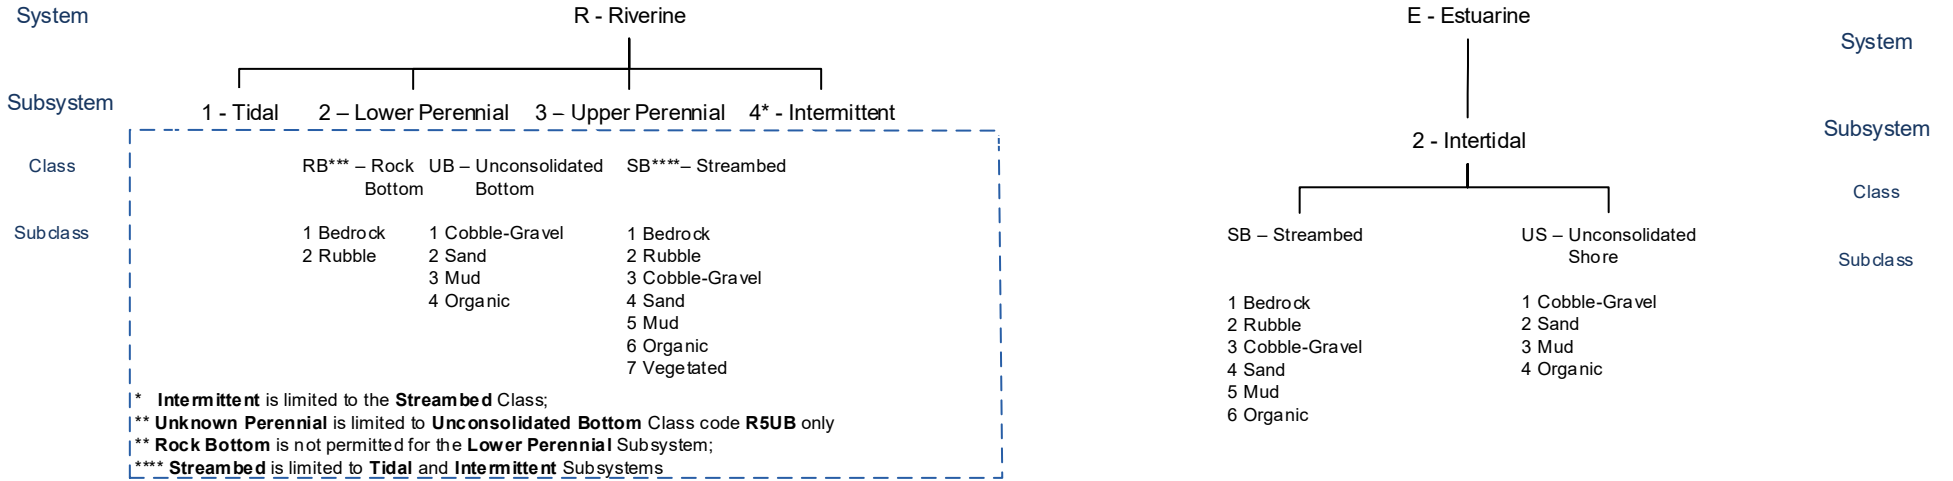 System
R - Riverine
Subsystem
1 - Tidal 2 – Lower Perennial 3 – Upper Perennial 4* - Intermittent
Class
RB*** – Rock Bottom
UB – Unconsolidated Bottom
SB****– Streambed
Subclass
1 Bedrock
2 Rubble
1 Cobble-Gravel
2 Sand
3 Mud
4 Organic
1 Bedrock
2 Rubble
3 Cobble-Gravel
4 Sand
5 Mud
6 Organic
7 Vegetated
* Intermittent is limited to the Streambed Class;
** Unknown Perennial is limited to Unconsolidated Bottom Class code R5UB only
** Rock Bottom is not permitted for the Lower Perennial Subsystem;
**** Streambed is limited to Tidal and Intermittent Subsystems
E - Estuarine
System
Subsystem
2 - Intertidal
Class
SB – Streambed
US – Unconsolidated
Shore
Subclass
1 Bedrock
2 Rubble
3 Cobble-Gravel
4 Sand
5 Mud
6 Organic
1 Cobble-Gravel
2 Sand
3 Mud
4 Organic